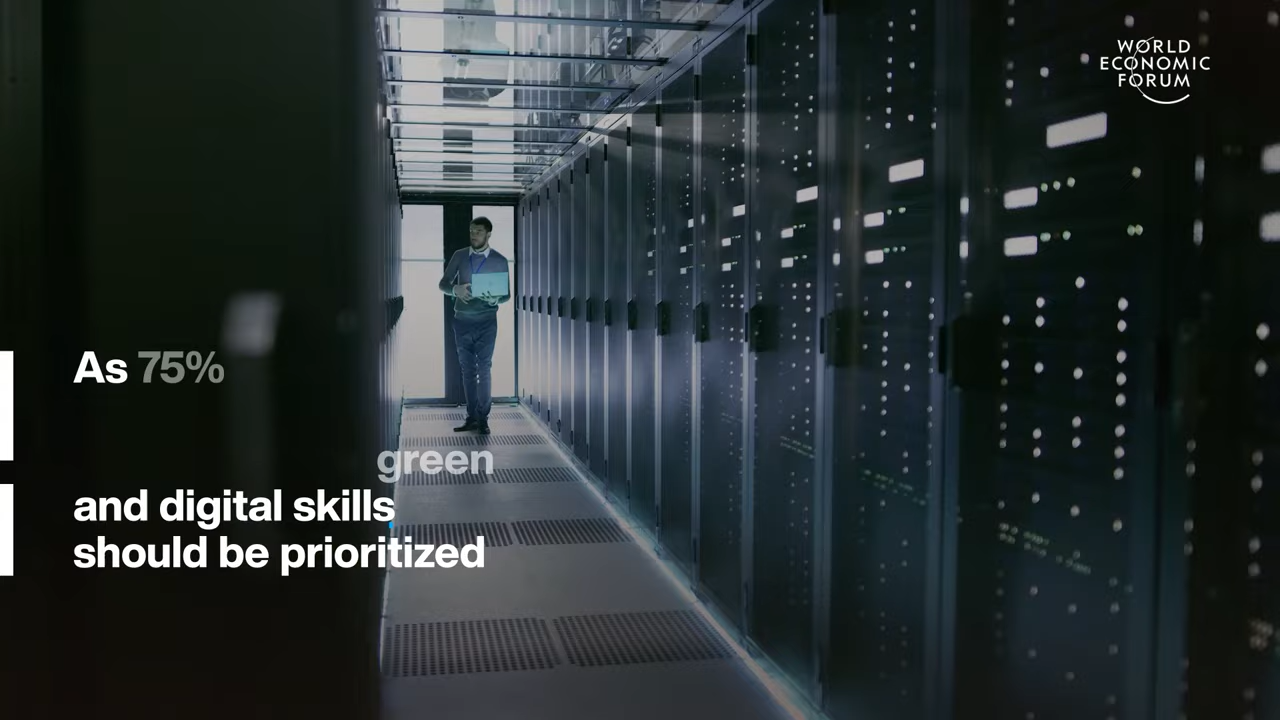 WORLD
ECONOMIC
FORUM
As 75%
green
and digital skills
should be prioritized